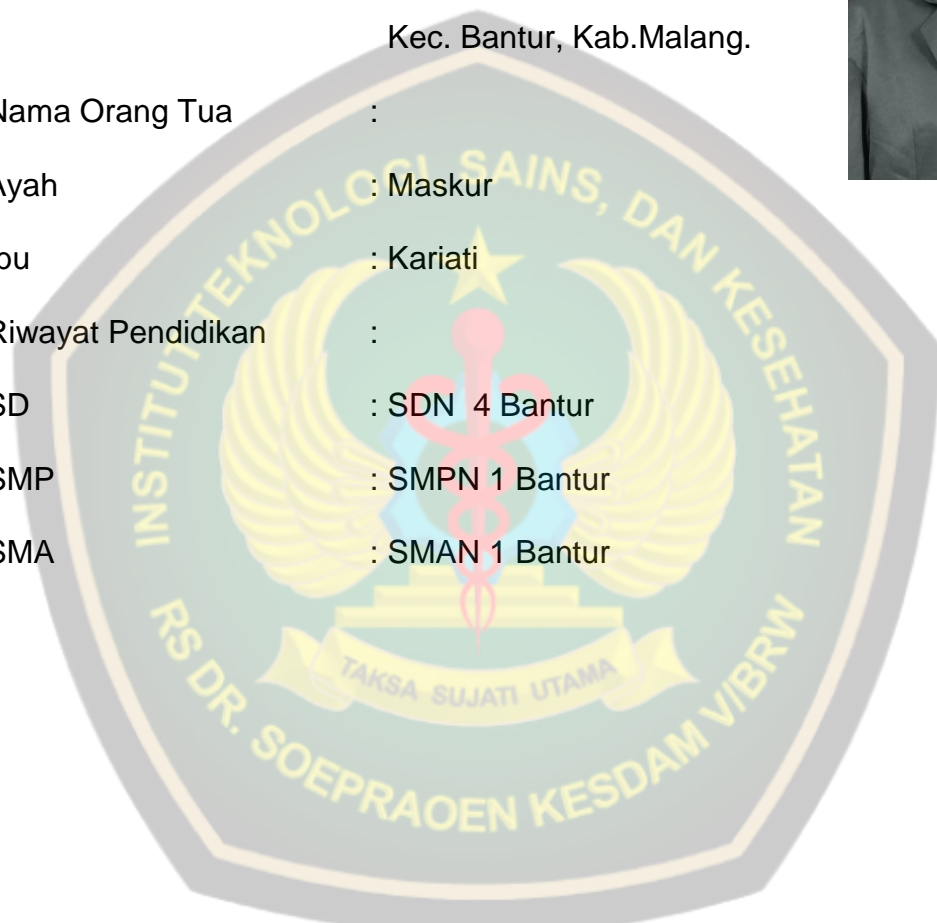 Kec. Bantur, Kab.Malang.
Nama Orang Tua :
Ayah : Maskur
Ibu : Kariati
Riwayat Pendidikan :
SD : SDN 4 Bantur
SMP : SMPN 1 Bantur
SMA : SMAN 1 Bantur
INSTITUT TEKNOLOGI, SAINS, DAN KESEHATAN
TAKSA SUJATI UTAMA
RS DR. SOEPRAOEN KESDAM V/BRW